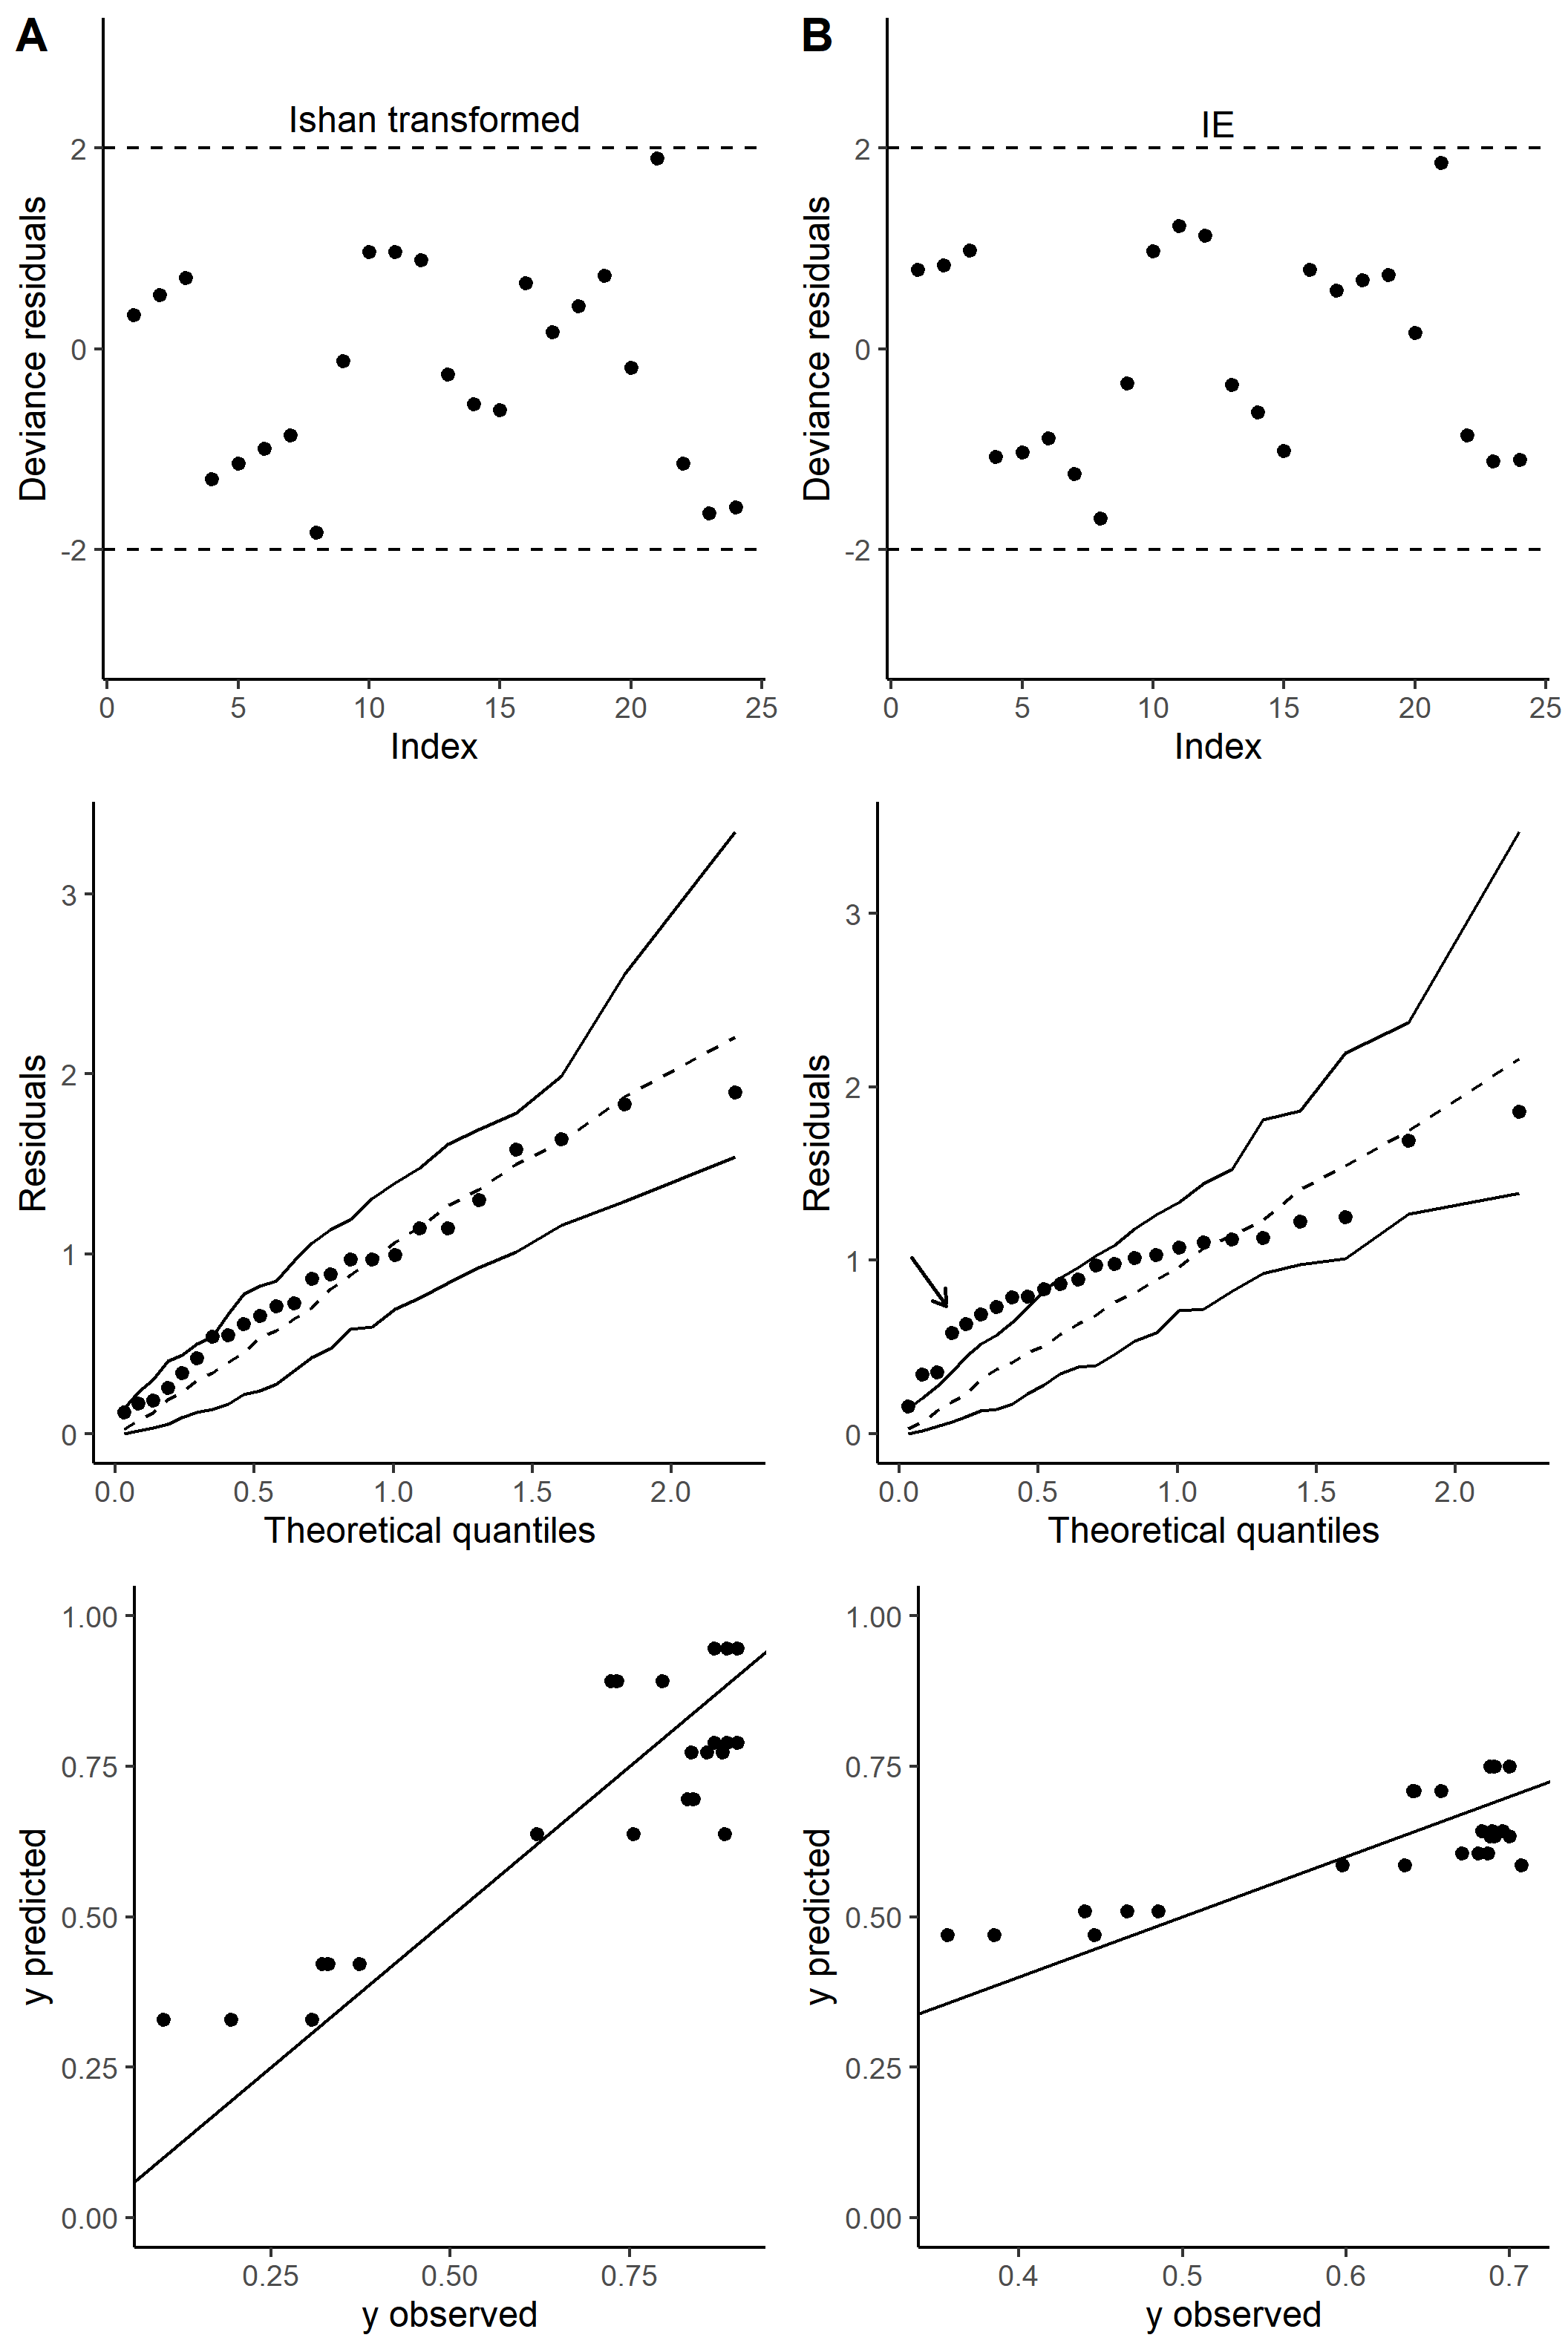 A
B
Ishan transformed
IE
Deviance residuals
2
0
-2
0 5 10 15 20 25
Index
Deviance residuals
2
0
-2
0 5 10 15 20 25
Index
Residuals
3
2
1
0
0.0 0.5 1.0 1.5 2.0
Theoretical quantiles
Residuals
3
2
1
0
0.0 0.5 1.0 1.5 2.0
Theoretical quantiles
y predicted
1.00
0.75
0.50
0.25
0.00
0.25 0.50 0.75
y observed
y predicted
1.00
0.75
0.50
0.25
0.00
0.4 0.5 0.6 0.7
y observed